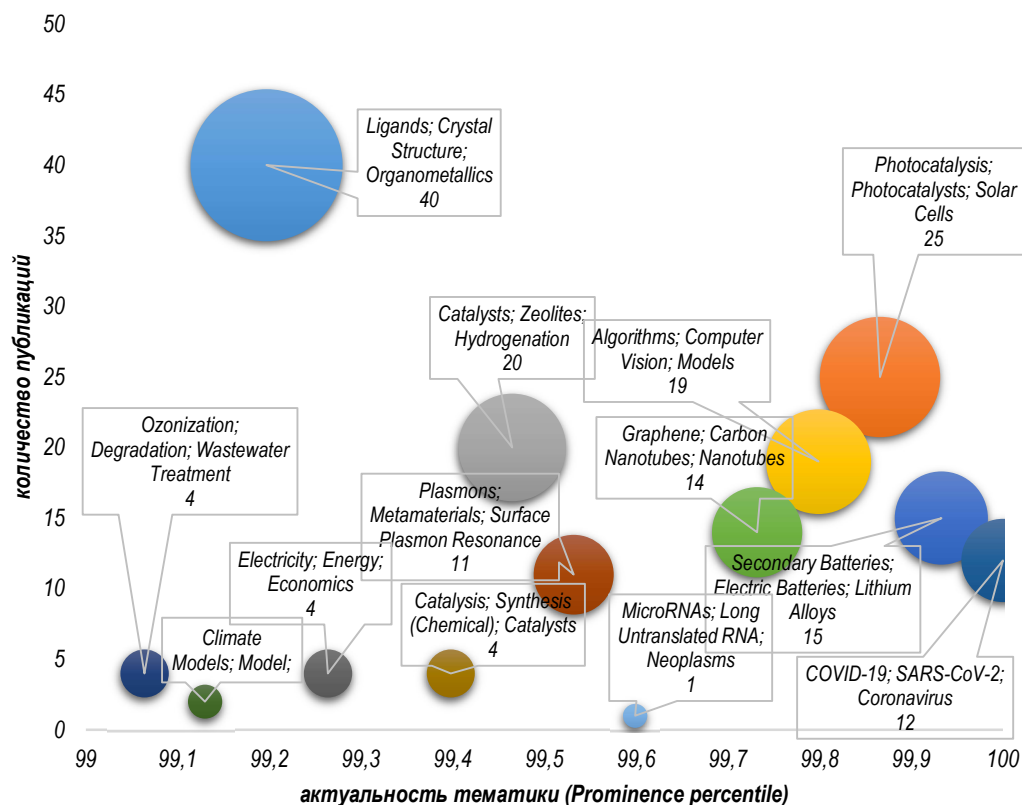 50
45
40
35
30
25
20
15
10
5
0
количество публикаций
Ligands; Crystal
Structure;
Organometallics
40
Photocatalysis;
Photocatalysts; Solar
Cells
25
Catalysts; Zeolites;
Hydrogenation
20
Algorithms; Computer
Vision; Models
19
Ozonization;
Degradation; Wastewater
Treatment
4
Graphene; Carbon
Nanotubes; Nanotubes
14
Plasmons;
Metamaterials; Surface
Plasmon Resonance
11
Electricity; Energy;
Economics
4
Secondary Batteries;
Electric Batteries; Lithium
Alloys
15
Catalysis; Synthesis
(Chemical); Catalysts
4
MicroRNAs; Long
Untranslated RNA;
Neoplasms
1
Climate
Models; Model;
COVID-19; SARS-CoV-2;
Coronavirus
12
99
99,1
99,2
99,3
99,4
99,5
99,6
99,7
99,8
99,9
100
актуальность тематики (Prominence percentile)